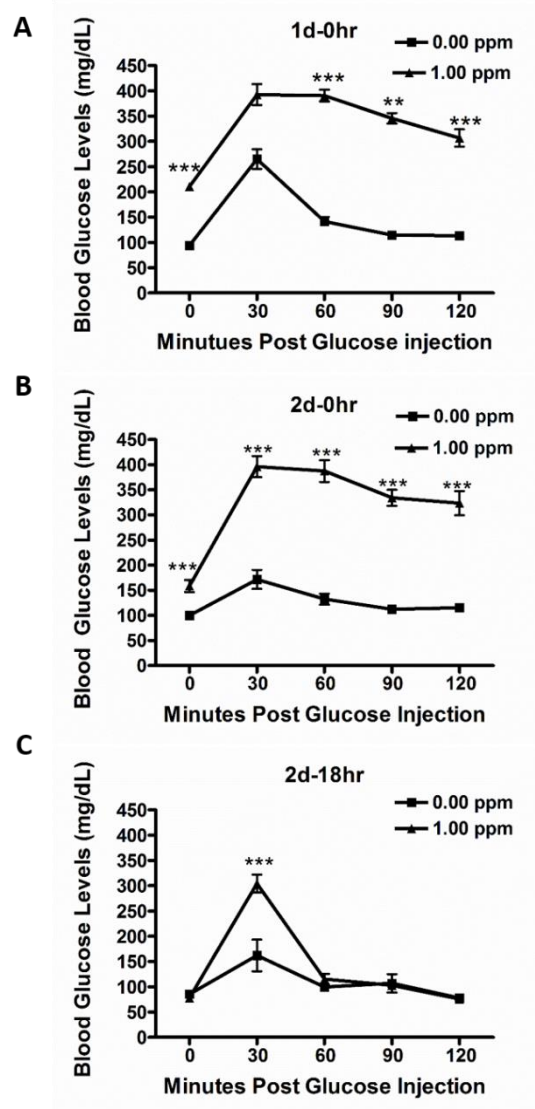 A
1d-0hr
0.00 ppm
1.00 ppm
Blood Glucose Levels (mg/dL)
450
400
350
300
250
200
150
100
50
0
***
***
**
***
0 30 60 90 120
Minutues Post Glucose injection
B
2d-0hr
0.00 ppm
1.00 ppm
Blood Glucose Levels (mg/dL)
450
400
350
300
250
200
150
100
50
0
***
***
***
***
***
0 30 60 90 120
Minutes Post Glucose Injection
C
2d-18hr
0.00 ppm
1.00 ppm
Blood Glucose Levels (mg/dL)
450
400
350
300
250
200
150
100
50
0
***
0 30 60 90 120
Minutes Post Glucose Injection